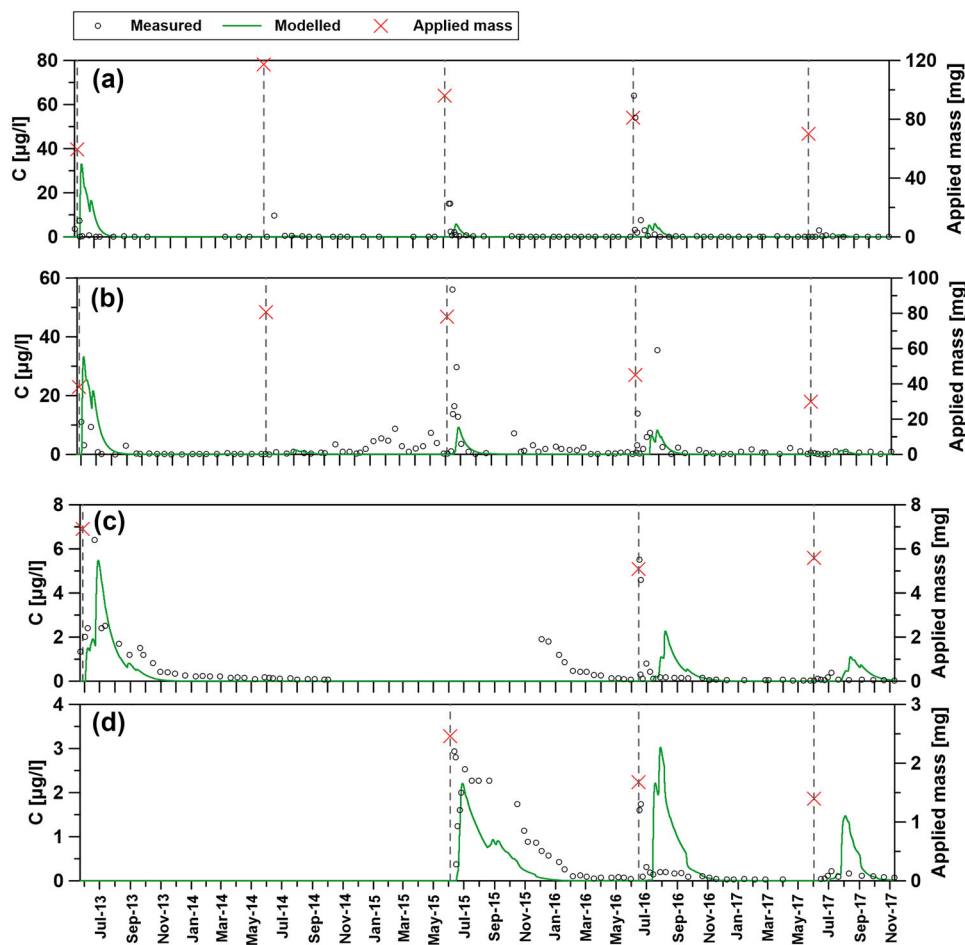 Measured Modelled Applied mass
(a)
C [µg/l]
80
60
40
20
0
120
80
40
0
Applied mass [mg]
(b)
C [µg/l]
60
40
20
0
100
80
60
40
20
0
Applied mass [mg]
(c)
C [µg/l]
8
6
4
2
0
8
6
4
2
0
Applied mass [mg]
(d)
C [µg/l]
4
3
2
1
0
3
2
1
0
Applied mass [mg]
Jul-13
Sep-13
Nov-13
Jan-14
Mar-14
May-14
Jul-14
Sep-14
Nov-14
Jan-15
Mar-15
May-15
Jul-15
Sep-15
Nov-15
Jan-16
Mar-16
May-16
Jul-16
Sep-16
Nov-16
Jan-17
Mar-17
May-17
Jul-17
Sep-17
Nov-17